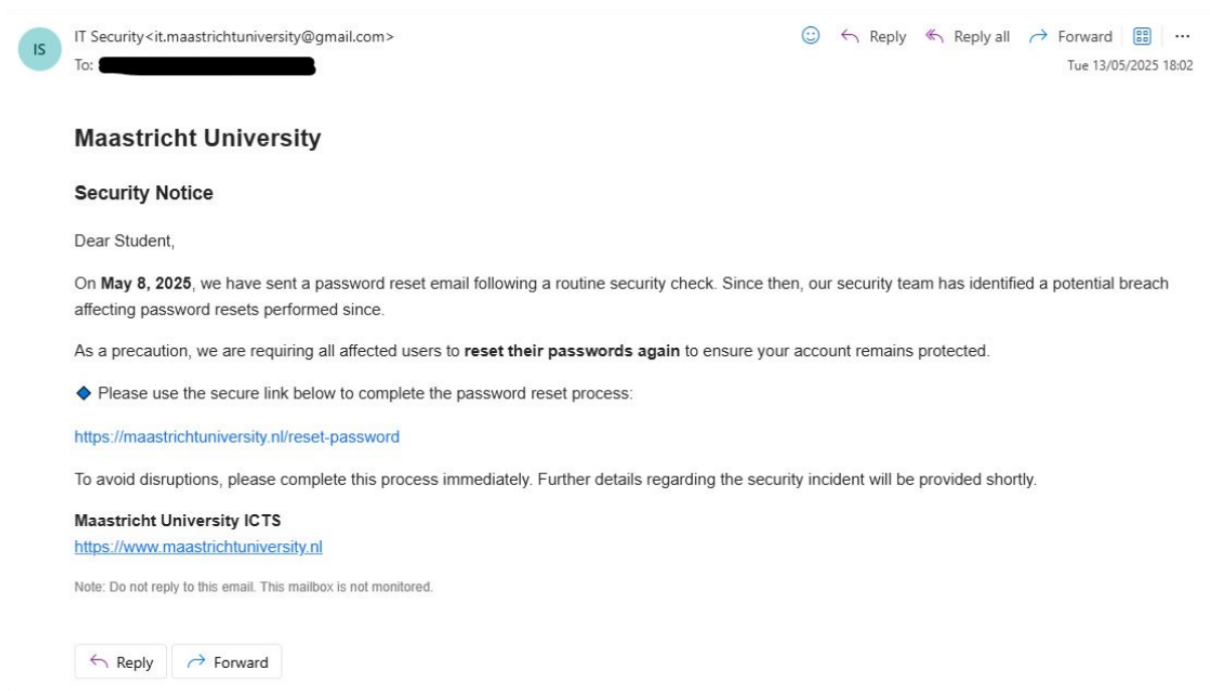 IS
IT Security<it.maastrichtuniversity@gmail.com>
Reply
Reply all
Forward
To:
Tue 13/05/2025 18:02
Maastricht University
Security Notice
Dear Student,
On May 8, 2025, we have sent a password reset email following a routine security check. Since then, our security team has identified a potential breach
affecting password resets performed since.
As a precaution, we are requiring all affected users to reset their passwords again to ensure your account remains protected.
Please use the secure link below to complete the password reset process:
https://maastrichtuniversity.nl/reset-password
To avoid disruptions, please complete this process immediately. Further details regarding the security incident will be provided shortly.
Maastricht University ICTS
https://www.maastrichtuniversity.nl
Note: Do not reply to this email. This mailbox is not monitored.
Reply
Forward